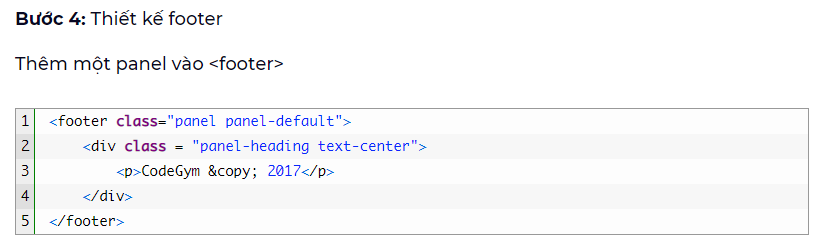 Bước 4: Thiết kế footer
Thêm một panel vào <footer>
1 <footer class="panel panel-default">
2 <div class = "panel-heading text-center">
3 <p>CodeGym &copy; 2017</p>
4 </div>
5 </footer>